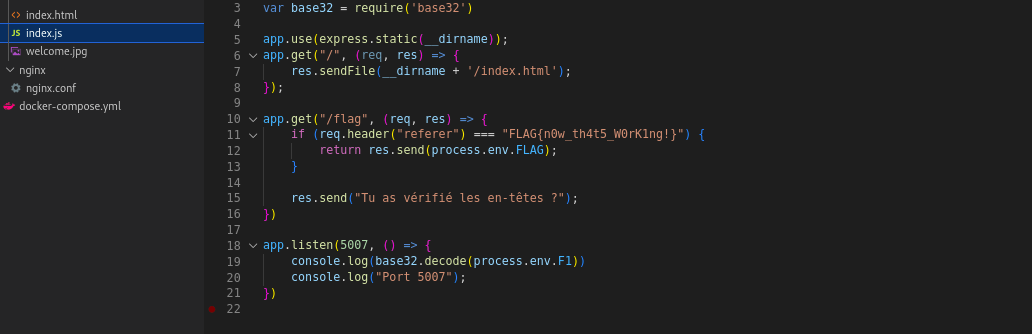 index.html
JS index.js
welcome.jpg
nginx
nginx.conf
docker-compose.yml
3 var base32 = require('base32')
4
5 app.use(express.static(__dirname));
6 app.get("/", (req, res) => {
7 res.sendFile(__dirname + '/index.html');
8 });
9
10 app.get("/flag", (req, res) => {
11 if (req.header("referer") === "FLAG{n0w_th4t5_W0rK1ng!}") {
12 return res.send(process.env.FLAG);
13 }
14
15 res.send("Tu as vérifié les en-têtes ?");
16 })
17
18 app.listen(5007, () => {
19 console.log(base32.decode(process.env.F1))
20 console.log("Port 5007");
21 })
22